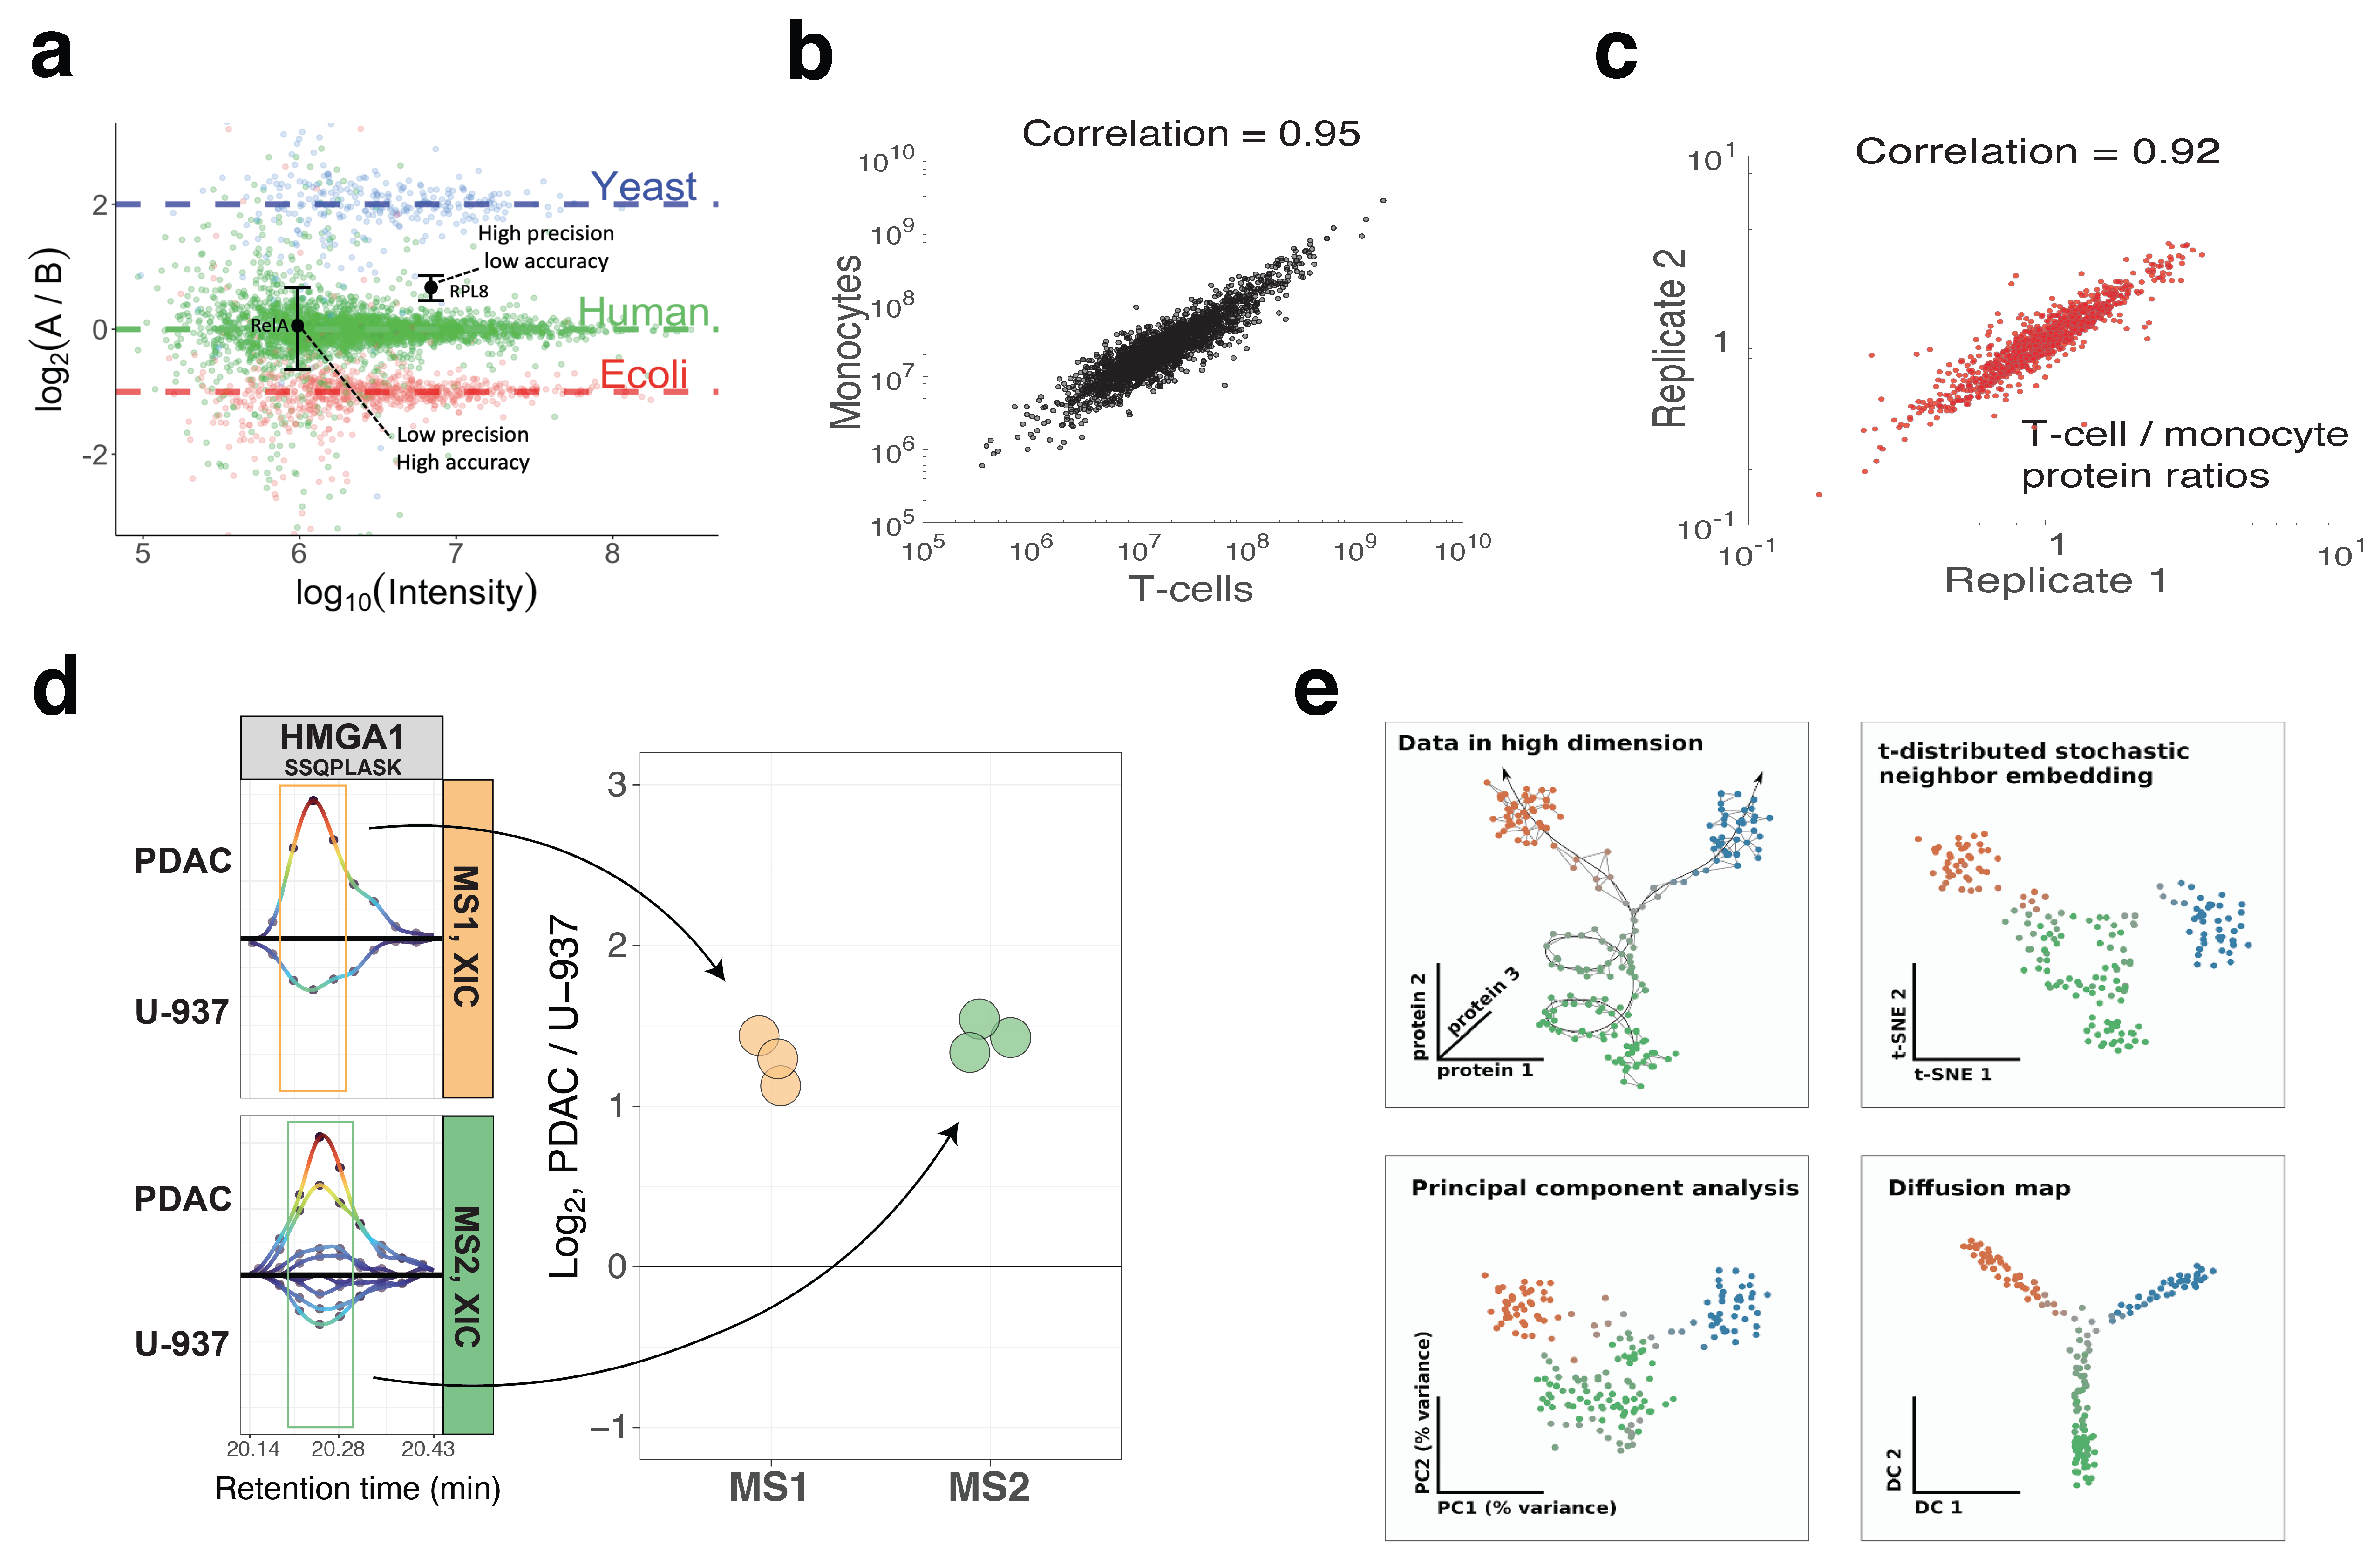 a
Yeast
High precision
low accuracy
RPL8
Human
RelA
Ecoli
Low precision
High accuracy
log2(A / B)
2
0
-2
5 6 7 8
log10(Intensity)
b
Correlation = 0.95
Monocytes
10^10
10^9
10^8
10^7
10^6
10^5
10^5 10^6 10^7 10^8 10^9 10^10
T-cells
c
Correlation = 0.92
Replicate 2
10^1
1
10^-1
T-cell / monocyte
protein ratios
10^-1 1 10^1
Replicate 1
d
HMGA1
SSQPLASK
PDAC
U-937
MS1, XIC
PDAC
U-937
MS2, XIC
20.14 20.28 20.43
Retention time (min)
Log2, PDAC / U–937
3
2
1
0
−1
MS1 MS2
e
Data in high dimension
protein 2
protein 3
protein 1
t-distributed stochastic
neighbor embedding
t-SNE 2
t-SNE 1
Principal component analysis
PC2 (% variance)
PC1 (% variance)
Diffusion map
DC 2
DC 1